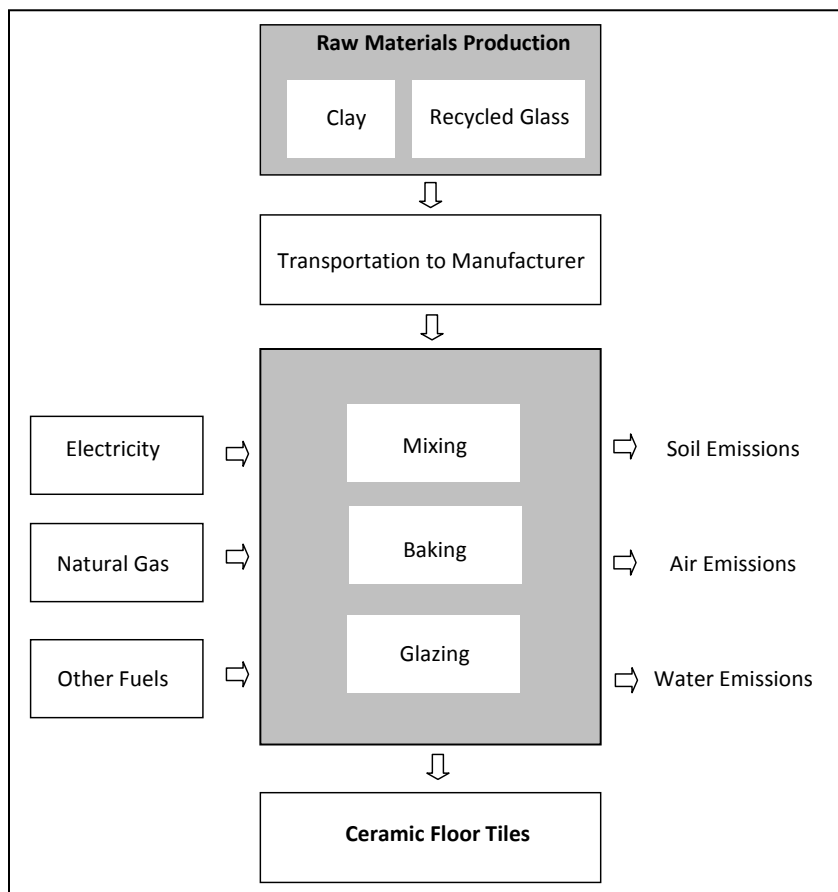 Raw Materials Production
Clay
Recycled Glass
Transportation to Manufacturer
Electricity
Mixing
Soil Emissions
Natural Gas
Baking
Air Emissions
Other Fuels
Glazing
Water Emissions
Ceramic Floor Tiles